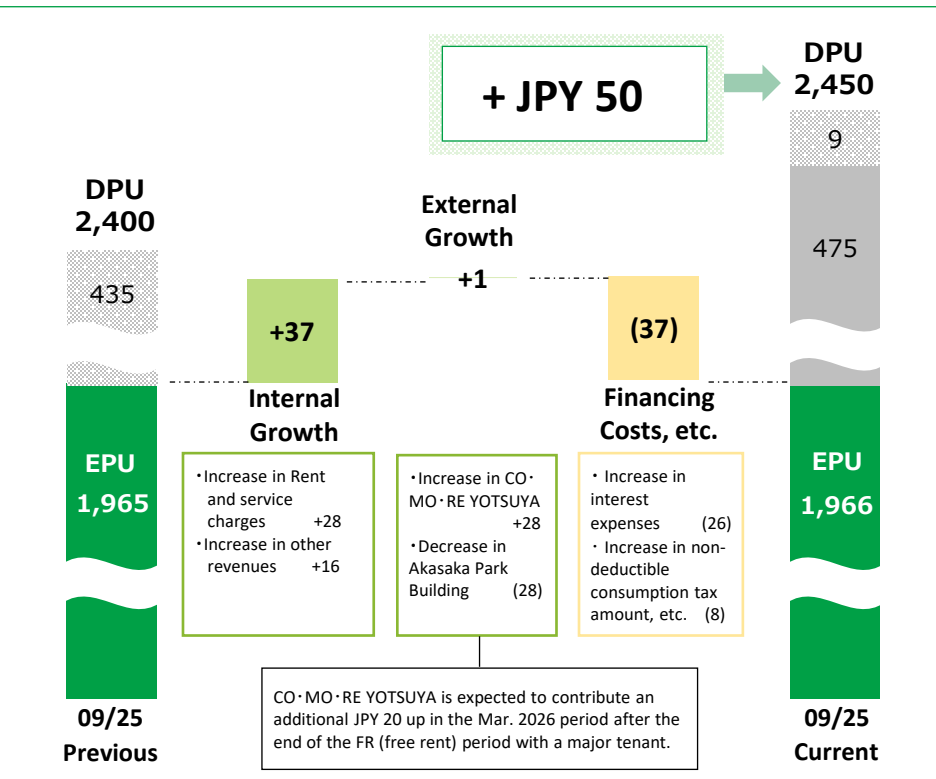 + JPY 50
DPU
2,450
9
475
EPU
1,966
09/25
Current
DPU
2,400
435
EPU
1,965
09/25
Previous
+37
Internal
Growth
・Increase in Rent
and service
charges +28
・Increase in other
revenues +16
External
Growth
+1
・Increase in CO・
MO・RE YOTSUYA
+28
・Decrease in
Akasaka Park
Building (28)
(37)
Financing
Costs, etc.
・ Increase in
interest
expenses (26)
・ Increase in non-
deductible
consumption tax
amount, etc. (8)
CO・MO・RE YOTSUYA is expected to contribute an
additional JPY 20 up in the Mar. 2026 period after the
end of the FR (free rent) period with a major tenant.